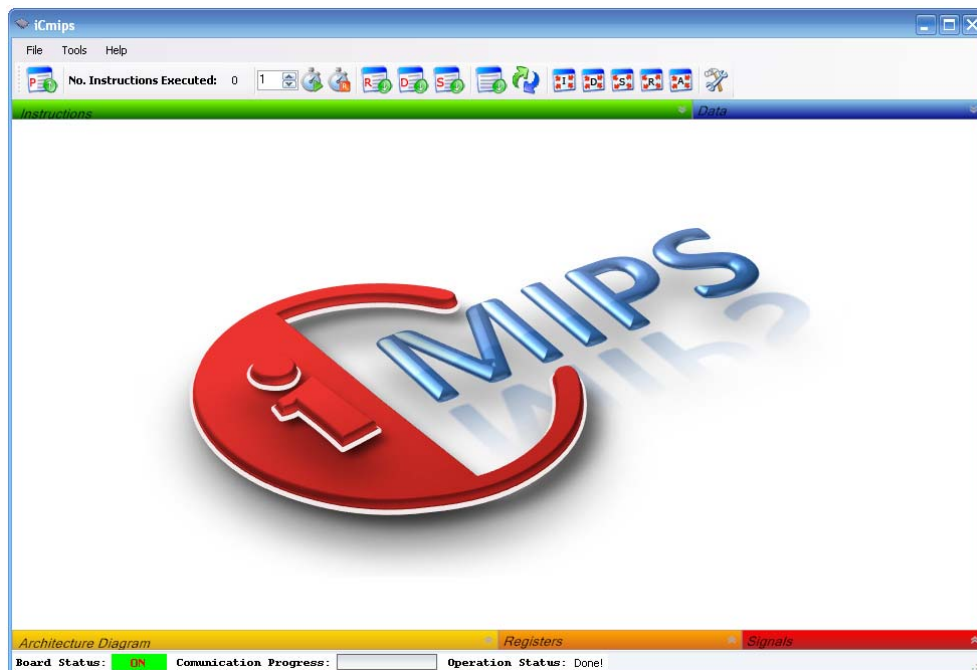 iCmips
File Tools Help
P No. Instructions Executed: 0 1 R D S I D S R A
Instructions Data
i MIPS
Architecture Diagram Registers Signals
Board Status: ON Comunication Progress: Operation Status: Done!